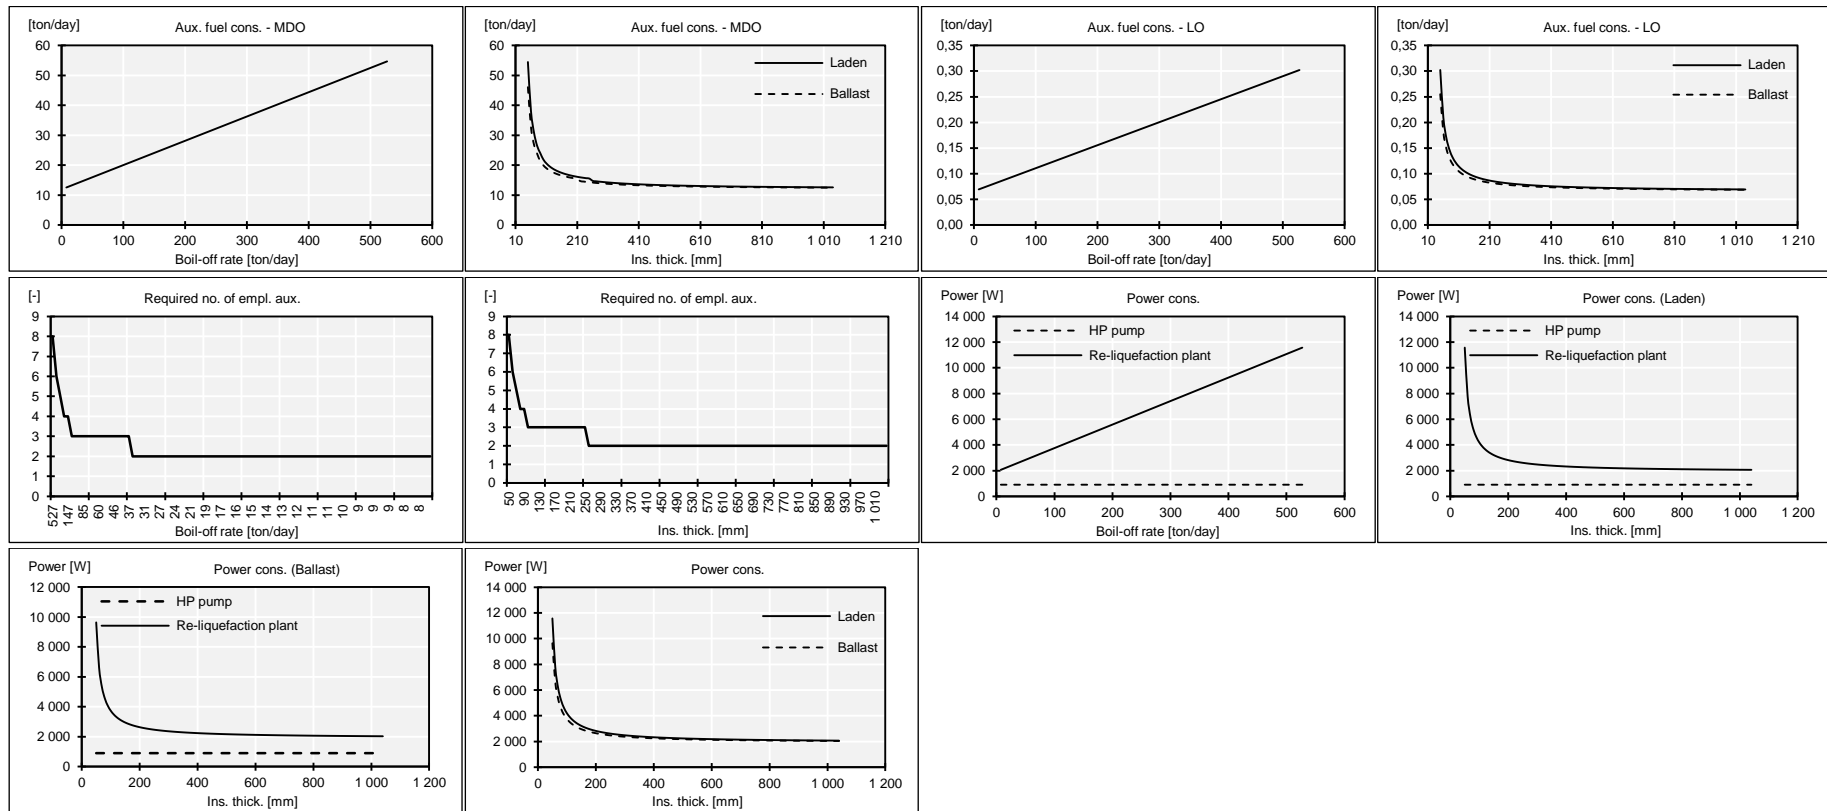 [ton/day]
Aux. fuel cons. - MDO
60
50
40
30
20
10
0
0 100 200 300 400 500 600
Boil-off rate [ton/day]
[ton/day]
Aux. fuel cons. - MDO
60
50
40
30
20
10
0
Laden
Ballast
10 210 410 610 810 1 010 1 210
Ins. thick. [mm]
[ton/day]
Aux. fuel cons. - LO
0,35
0,30
0,25
0,20
0,15
0,10
0,05
0,00
0 100 200 300 400 500 600
Boil-off rate [ton/day]
[ton/day]
Aux. fuel cons. - LO
0,35
0,30
0,25
0,20
0,15
0,10
0,05
0,00
Laden
Ballast
10 210 410 610 810 1 010 1 210
Ins. thick. [mm]
[-]
Required no. of empl. aux.
9
8
7
6
5
4
3
2
1
0
527 147 85 60 46 37 31 27 24 21 19 17 16 15 14 13 12 11 11 10 9 9 9 8 8
Boil-off rate [ton/day]
[-]
Required no. of empl. aux.
9
8
7
6
5
4
3
2
1
0
50 90 130 170 210 250 290 330 370 410 450 490 530 570 610 650 690 730 770 810 850 890 930 970 1 010
Ins. thick. [mm]
Power [W]
Power cons.
14 000
12 000
10 000
8 000
6 000
4 000
2 000
0
HP pump
Re-liquefaction plant
0 100 200 300 400 500 600
Boil-off rate [ton/day]
Power [W]
Power cons. (Laden)
14 000
12 000
10 000
8 000
6 000
4 000
2 000
0
HP pump
Re-liquefaction plant
0 200 400 600 800 1 000 1 200
Ins. thick. [mm]
Power [W]
Power cons. (Ballast)
12 000
10 000
8 000
6 000
4 000
2 000
0
HP pump
Re-liquefaction plant
0 200 400 600 800 1 000 1 200
Ins. thick. [mm]
Power [W]
Power cons.
14 000
12 000
10 000
8 000
6 000
4 000
2 000
0
Laden
Ballast
0 200 400 600 800 1 000 1 200
Ins. thick. [mm]